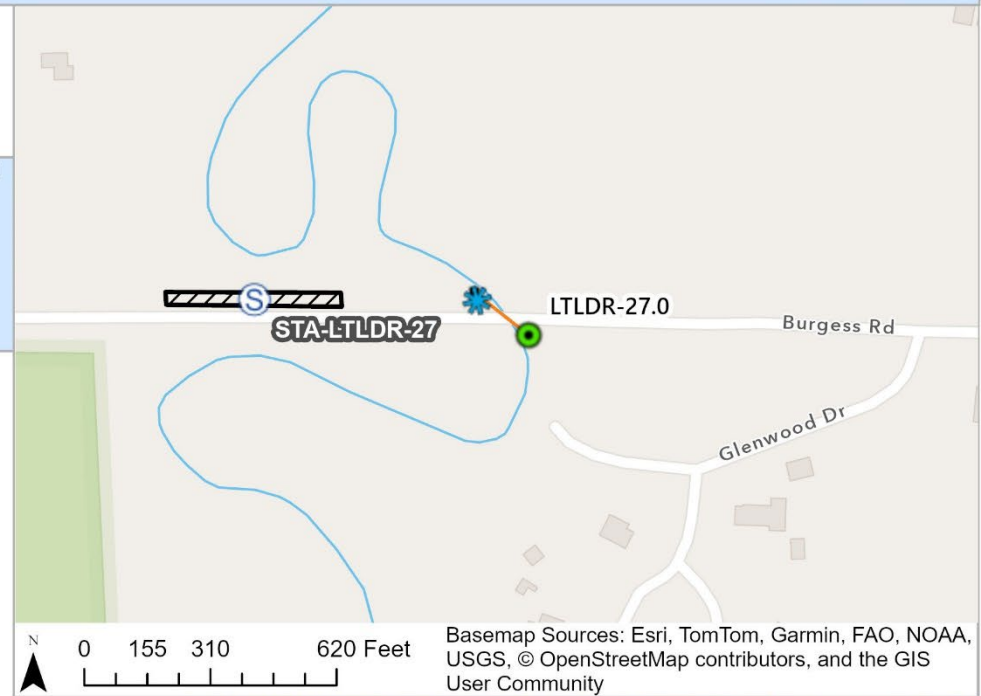 S
STA-LTLDR-27
LTLDR-27.0
Burgess Rd
Glenwood Dr
N
0 155 310 620 Feet
Basemap Sources: Esri, TomTom, Garmin, FAO, NOAA,
USGS, © OpenStreetMap contributors, and the GIS
User Community